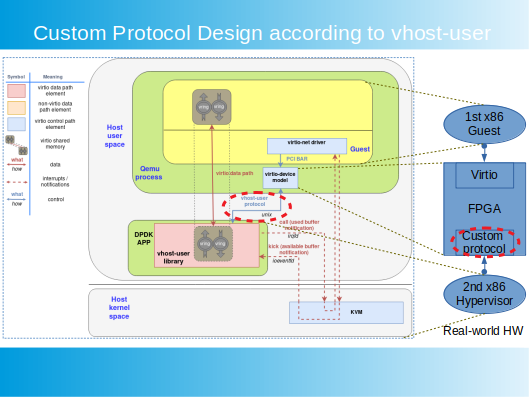 Custom Protocol Design according to vhost-user
Symbol Meaning
virtio data path
element
non-virtio data
path element
virtio control path
element
virtio shared
memory
what
how
data
interrupts /
notifications
what
how
control
Host
user
space
vring vring
virtio-net driver
Guest
PCI BAR
Qemu
process
virtio data path
virtio-device
model
vhost-user
protocol
unix
DPDK
APP
vhost-user
library
vring vring
call (used buffer
notification)
irqfd
kick (available buffer
notification)
ioeventfd
Host
kernel
space
KVM
1st x86
Guest
Virtio
FPGA
Custom
protocol
2nd x86
Hypervisor
Real-world HW